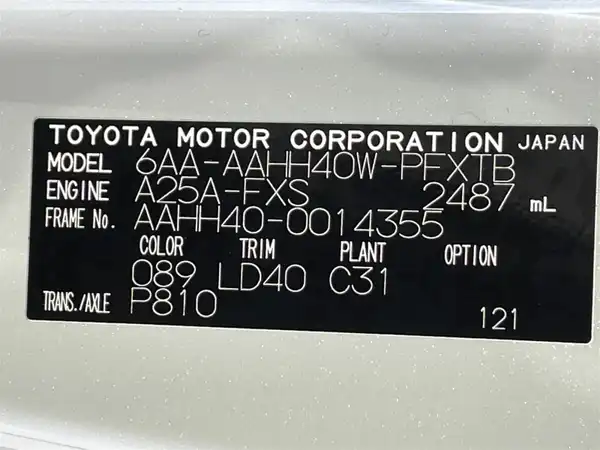 TOYOTA MOTOR CORPORATION JAPAN
MODEL 6AA-AAHH40W-PFXTB
ENGINE A25A-FXS 2487 mL
FRAME No. AAHH40-0014355
COLOR TRIM PLANT OPTION
089 LD40 C31
TRANS./AXLE P810
121